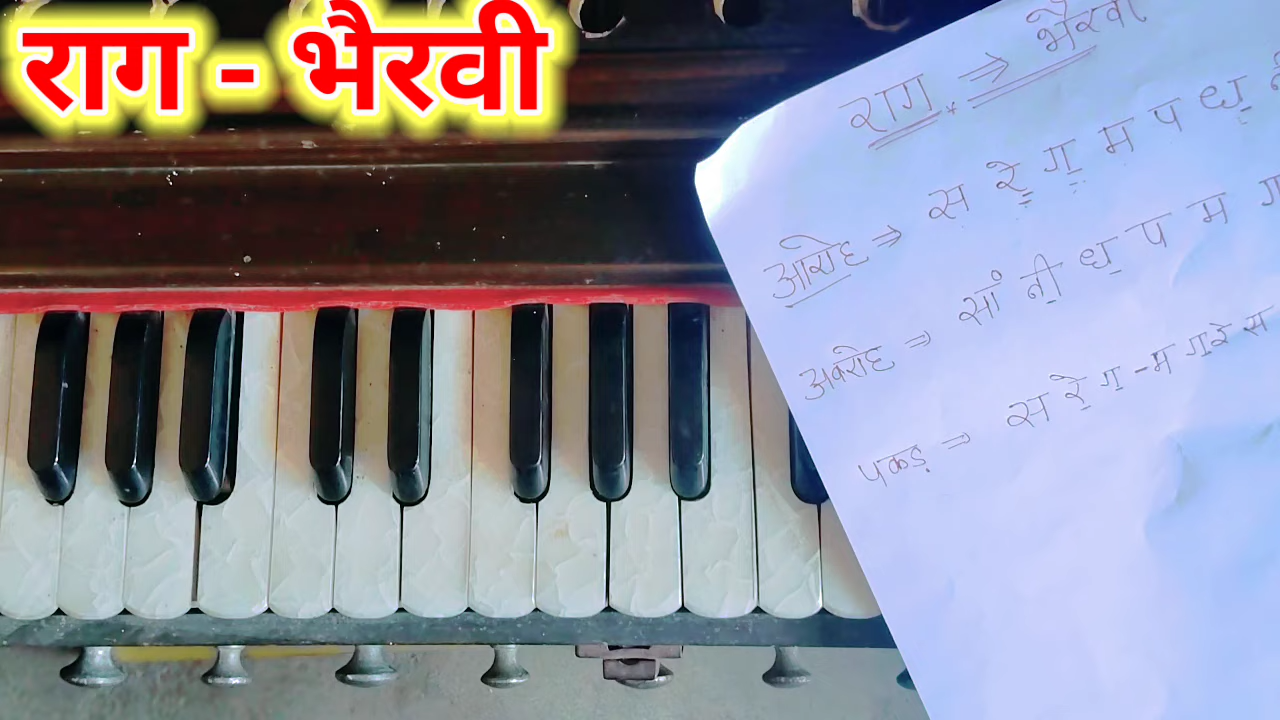 राग - भैरवी
राग ⇒ भैरवी
आरोह ⇒ स रे॒ ग॒ म प ध॒
अवरोह ⇒ सां नी॒ ध॒ प म ग
पकड़ ⇒ स रे॒ ग॒ - म ग॒ रे स